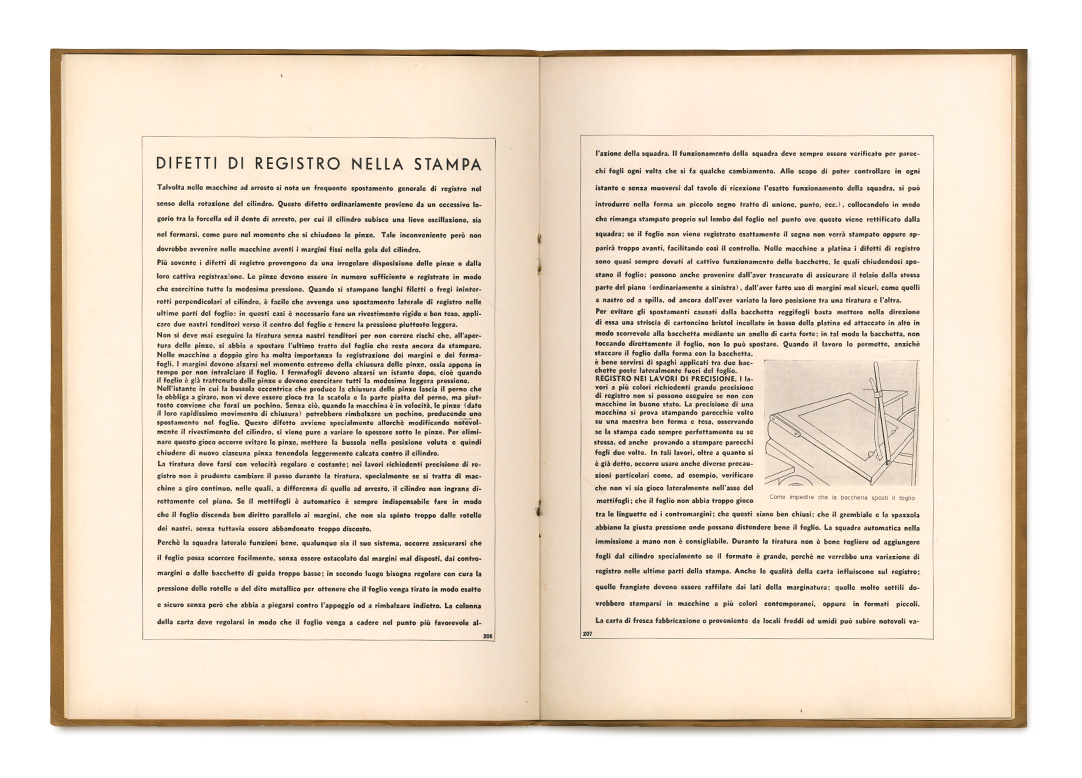 DIFETTI DI REGISTRO NELLA STAMPA
Talvolta nelle macchine ad arresto si nota un frequente spostamento generale di registro nel
senso della rotazione del cilindro. Questo difetto ordinariamente proviene da un eccessivo lo-
gorio tra la forcella ed il dente di arresto, per cui il cilindro subisce una lieve oscillazione, sia
nel formarsi, come pure nel momento che si chiudono le pinze. Tale inconveniente però non
dovrebbe avvenire nelle macchine aventi i margini fissi nella gola del cilindro.
Più sovente i difetti di registro provengono da una irregolare disposizione delle pinze o dalla
loro cattiva registrazione. Le pinze devono essere in numero sufficiente e registrate in modo
che esercitino tutte la medesima pressione. Quando si stampano lunghi filetti o fregi ininter-
rotti perpendicolari al cilindro, è facile che avvenga uno spostamento laterale di registro nelle
ultime parti del foglio: in questi casi è necessario fare un rivestimento rigido e ben teso, appli-
care due nastri tenditori verso il centro del foglio e tenere la pressione piuttosto leggera.
Non si deve mai eseguire la tiratura senza nastri tenditori per non correre rischi che, all'aper-
tura delle pinze, si abbia a spostare l'ultimo tratto del foglio che resta ancora da stampare.
Nelle macchine a doppio giro ha molta importanza la registrazione dei margini e dei ferma-
fogli. I margini devono alzarsi nel momento estremo della chiusura delle pinze, ossia appena in
tempo per non intralciare il foglio. I fermafogli devono alzarsi un istante dopo, cioè quando
il foglio è già trattenuto dalle pinze e devono esercitare tutti la medesima leggera pressione.
Nell'istante in cui la bussola eccentrica che produce la chiusura delle pinze lascia il perno che
la obbliga a girare, non vi deve essere gioco tra la scatola e la parte piatta del perno, ma piut-
tosto conviene che forzi un pochino. Senza ciò, quando la macchina è in velocità, le pinze (dato
il loro rapidissimo movimento di chiusura) potrebbero rimbalzare un pochino, producendo uno
spostamento nel foglio. Questo difetto avviene specialmente allorchè modificando notevol-
mente il rivestimento del cilindro, si viene pure a variare lo spessore sotto le pinze. Per elimi-
nare questo gioco occorre svitare le pinze, mettere la bussola nella posizione voluta e quindi
chiudere di nuovo ciascuna pinza tenendola leggermente calcata contro il cilindro.
La tiratura deve farsi con velocità regolare e costante; nei lavori richiedenti precisione di re-
gistro non è prudente cambiare il passo durante la tiratura, specialmente se si tratta di mac-
chine a giro continuo, nelle quali, a differenza di quelle ad arresto, il cilindro non ingrana di-
rettamente col piano. Se il mettifogli è automatico è sempre indispensabile fare in modo
che il foglio discenda ben diritto parallelo ai margini, che non sia spinto troppo dalle rotelle
dei nastri, senza tuttavia essere abbandonato troppo discosto.
Perchè la squadra laterale funzioni bene, qualunque sia il suo sistema, occorre assicurarsi che
il foglio possa scorrere facilmente, senza essere ostacolato dai margini mal disposti, dai contro-
margini o dalle bacchette di guida troppo basse; in secondo luogo bisogna regolare con cura la
pressione delle rotelle o del dito metallico per ottenere che il foglio venga tirato in modo esatto
e sicuro senza però che abbia a piegarsi contro l'appoggio od a rimbalzare indietro. La colonna
della carta deve regolarsi in modo che il foglio venga a cadere nel punto più favorevole al-
206
l'azione della squadra. Il funzionamento della squadra deve sempre essere verificato per parec-
chi fogli ogni volta che si fa qualche cambiamento. Allo scopo di poter controllare in ogni
istante e senza muoversi dal tavolo di ricezione l'esatto funzionamento della squadra, si può
introdurre nella forma un piccolo segno tratto di unione, punto, ecc.), collocandolo in modo
che rimanga stampato proprio sul lembo del foglio nel punto ove questo viene rettificato dalla
squadra; se il foglio non viene registrato esattamente il segno non verrà stampato oppure ap-
parirà troppo avanti, facilitando così il controllo. Nelle macchine a platina i difetti di registro
sono quasi sempre dovuti al cattivo funzionamento delle bacchette, le quali chiudendosi spo-
stano il foglio; possono anche provenire dall'aver trascurato di assicurare il telaio dalla stessa
parte del piano (ordinariamente a sinistra), dall'aver fatto uso di margini mal sicuri, come quelli
a nastro od a spilla, od ancora dall'aver variato la loro posizione tra una tiratura e l'altra.
Per evitare gli spostamenti causati dalla bacchetta reggifogli basta mettere nella direzione
di essa una striscia di cartoncino bristol incollato in basso della platina ed attaccato in alto in
modo scorrevole alla bacchetta mediante un anello di carta forte; in tal modo la bacchetta, non
toccando direttamente il foglio, non lo può spostare. Quando il lavoro lo permette, anzichè
staccare il foglio dalla forma con la bacchetta,
è bene servirsi di spaghi applicati tra due bac-
chette poste lateralmente fuori del foglio.
REGISTRO NEI LAVORI DI PRECISIONE. I la-
vori a più colori richiedenti grande precisione
di registro non si possono eseguire se non con
macchine in buono stato. La precisione di una
macchina si prova stampando parecchie volte
su una maestra ben ferma e tesa, osservando
se la stampa cade sempre perfettamente su se
stessa, ed anche provando a stampare parecchi
fogli due volte. In tali lavori, oltre a quanto si
è già detto, occorre usare anche diverse precau-
zioni particolari come, ad esempio, verificare
che non vi sia gioco lateralmente nell'asse del
mettifogli; che il foglio non abbia troppo gioco
Come impedire che la bacchetta sposti il foglio
tra le linguette ed i contromargini; che questi siano ben chiusi; che il grembiale e la spazzola
abbiano la giusta pressione onde possano distendere bene il foglio. La squadra automatica nella
immissione a mano non è consigliabile. Durante la tiratura non è bene togliere od aggiungere
fogli dal cilindro specialmente se il formato è grande, perchè ne verrebbe una variazione di
registro nelle ultime parti della stampa. Anche le qualità della carta influiscono sul registro;
quelle frangiate devono essere raffilate dai lati della marginatura; quelle molto sottili do-
vrebbero stamparsi in macchine a più colori contemporanei, oppure in formati piccoli.
La carta di fresca fabbricazione o proveniente da locali freddi ed umidi può subire notevoli va-
207